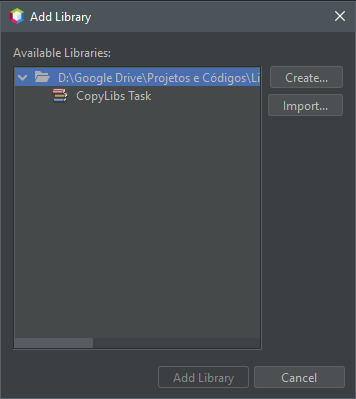 Add Library
Available Libraries:
D:\Google Drive\Projetos e Códigos\Li
Create...
CopyLibs Task
Import...
Add Library
Cancel